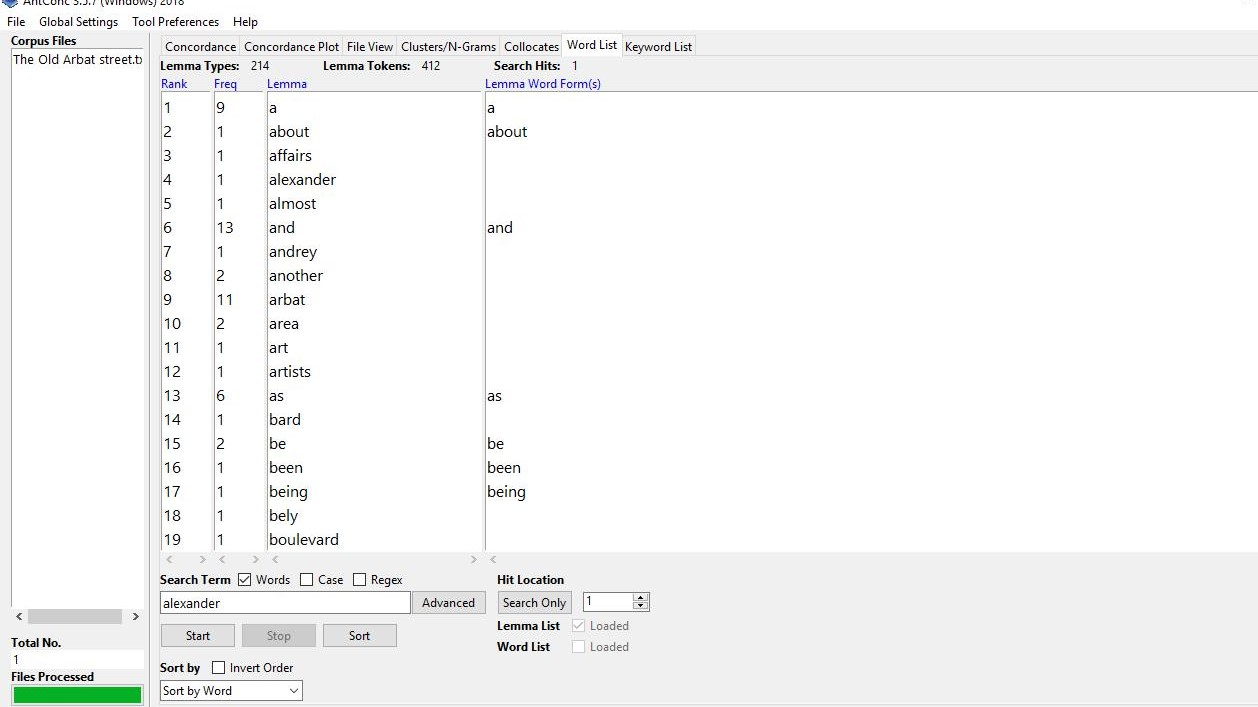 AntConc 3.5.7 (Windows) 2018
File Global Settings Tool Preferences Help
Corpus Files
The Old Arbat street.t
Total No.
1
Files Processed
Concordance Concordance Plot File View Clusters/N-Grams Collocates Word List Keyword List
Lemma Types: 214 Lemma Tokens: 412 Search Hits: 1
Rank Freq Lemma Lemma Word Form(s)
1 9 a a
2 1 about about
3 1 affairs
4 1 alexander
5 1 almost
6 13 and and
7 1 andrey
8 2 another
9 11 arbat
10 2 area
11 1 art
12 1 artists
13 6 as as
14 1 bard
15 2 be be
16 1 been been
17 1 being being
18 1 bely
19 1 boulevard
Search Term Words Case Regex Hit Location
alexander Advanced Search Only 1
Lemma List Loaded
Start Stop Sort
Word List Loaded
Sort by Invert Order
Sort by Word